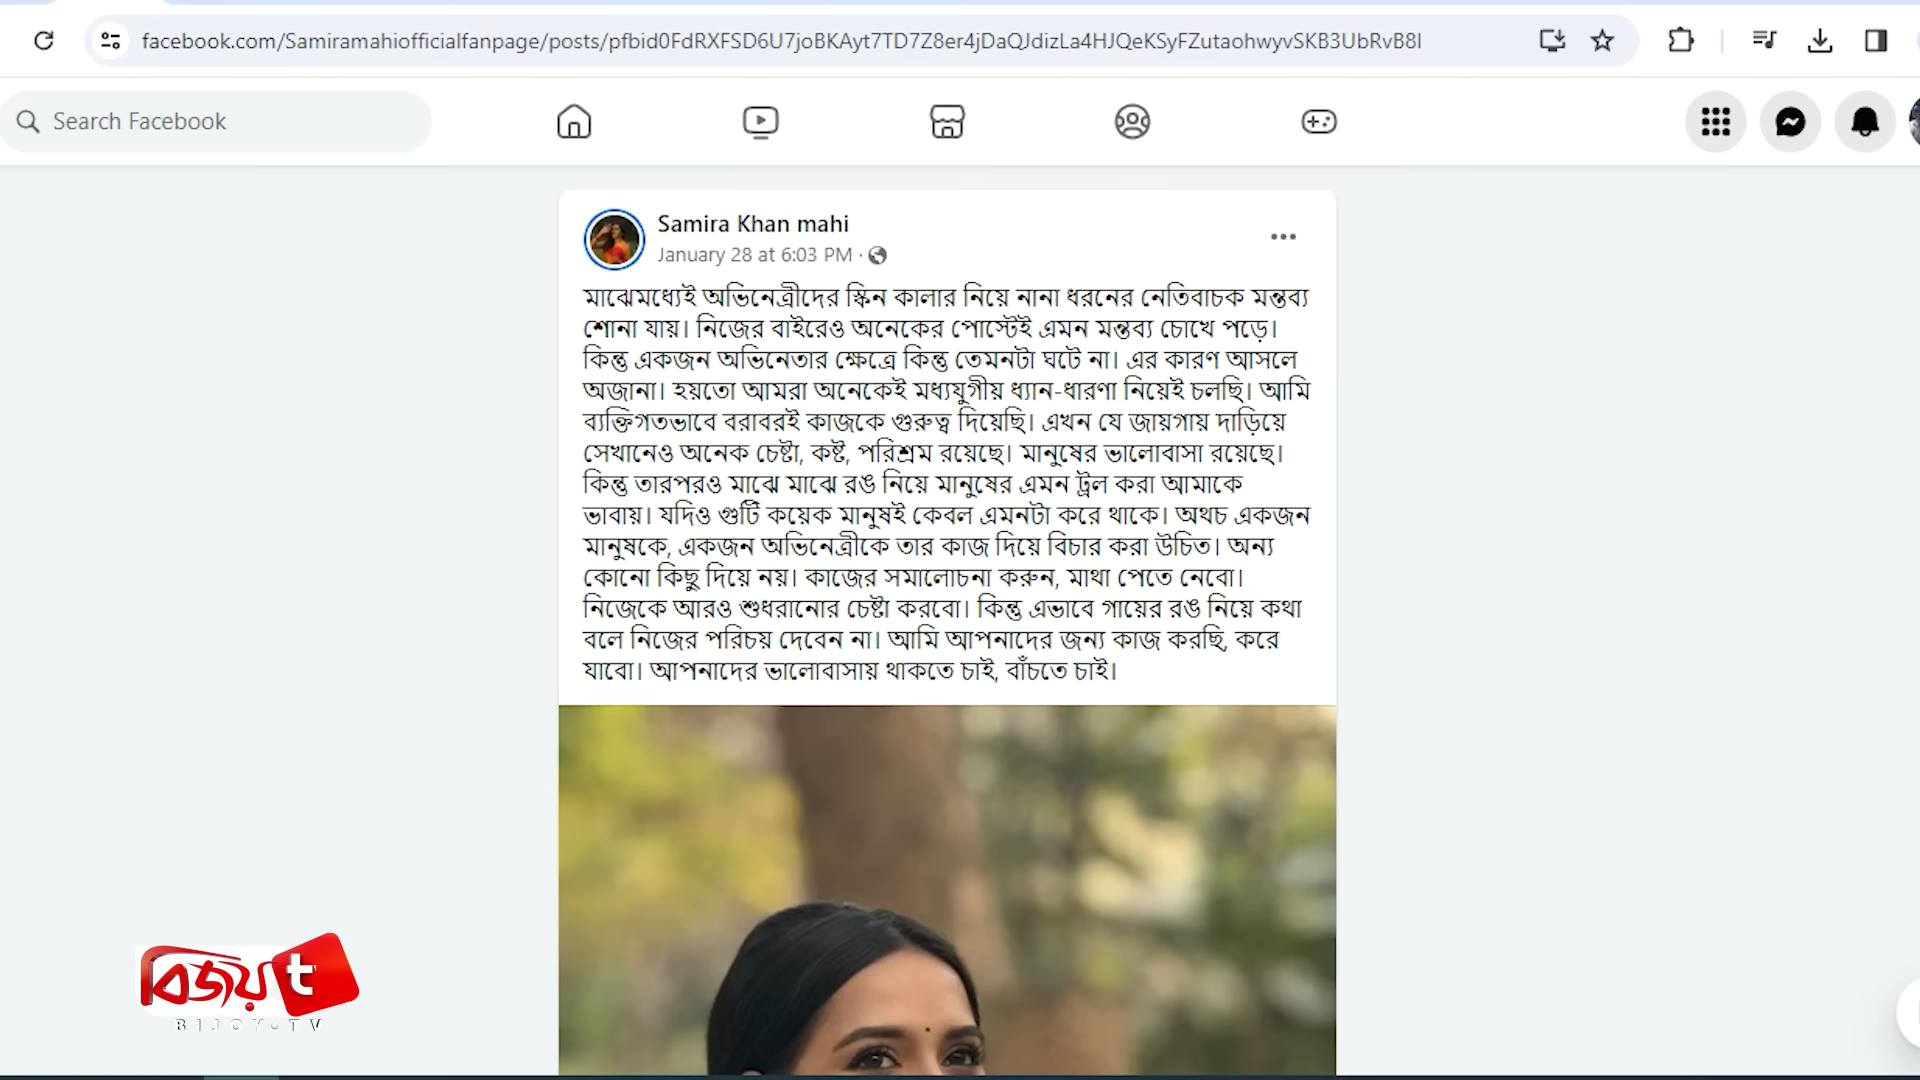 facebook.com/Samiramahiofficialfanpage/posts/pfbid0FdRXFSD6U7joBKAyt7TD7Z8er4jDaQJdizLa4HJQeKSyFZutaohwyvSKB3UbRvB8l
Search Facebook
Samira Khan mahi
January 28 at 6:03 PM ·
মাঝেমধ্যেই অভিনেত্রীদের স্কিন কালার নিয়ে নানা ধরনের নেতিবাচক মন্তব্য
শোনা যায়। নিজের বাইরেও অনেকের পোস্টেই এমন মন্তব্য চোখে পড়ে।
কিন্তু একজন অভিনেতার ক্ষেত্রে কিন্তু তেমনটা ঘটে না। এর কারণ আসলে
অজানা। হয়তো আমরা অনেকেই মধ্যযুগীয় ধ্যান-ধারণা নিয়েই চলছি। আমি
ব্যক্তিগতভাবে বরাবরই কাজকে গুরুত্ব দিয়েছি। এখন যে জায়গায় দাড়িয়ে
সেখানেও অনেক চেষ্টা, কষ্ট, পরিশ্রম রয়েছে। মানুষের ভালোবাসা রয়েছে।
কিন্তু তারপরও মাঝে মাঝে রঙ নিয়ে মানুষের এমন ট্রল করা আমাকে
ভাবায়। যদিও গুটি কয়েক মানুষই কেবল এমনটা করে থাকে। অথচ একজন
মানুষকে, একজন অভিনেত্রীকে তার কাজ দিয়ে বিচার করা উচিত। অন্য
কোনো কিছু দিয়ে নয়। কাজের সমালোচনা করুন, মাথা পেতে নেবো।
নিজেকে আরও শুধরানোর চেষ্টা করবো। কিন্তু এভাবে গায়ের রঙ নিয়ে কথা
বলে নিজের পরিচয় দেবেন না। আমি আপনাদের জন্য কাজ করছি, করে
যাবো। আপনাদের ভালোবাসায় থাকতে চাই, বাঁচতে চাই।
বিজয় t
BIJOY TV